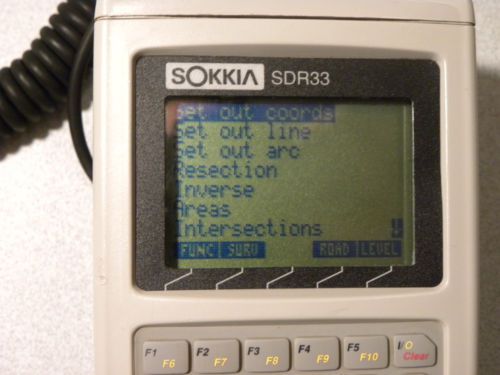 SOKKIA SDR33
Set out coords
Set out line
Set out arc
Resection
Inverse
Areas
Intersections
FUNC SURV ROAD LEVEL
F1 F2 F3 F4 F5 I/O
F6 F7 F8 F9 F10 Clear